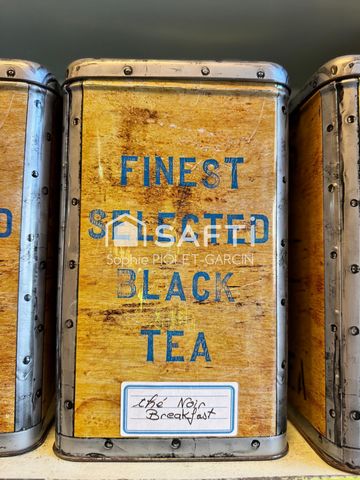 FINEST
SELECTED
SAFTI
Sophie PIOLET-GARCIN
BLACK
TEA
thé Noir
Breakfast